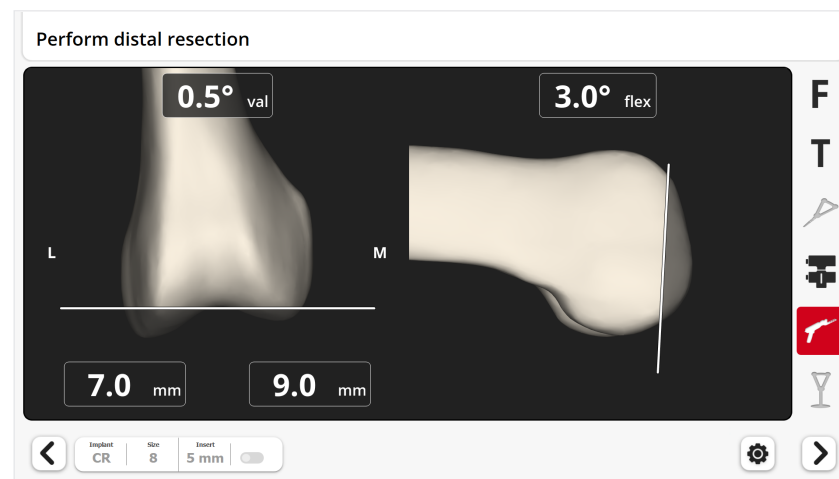 Perform distal resection
0.5° val
3.0° flex
F
T
L
M
7.0 mm
9.0 mm
Implant Size Insert
CR 8 5 mm